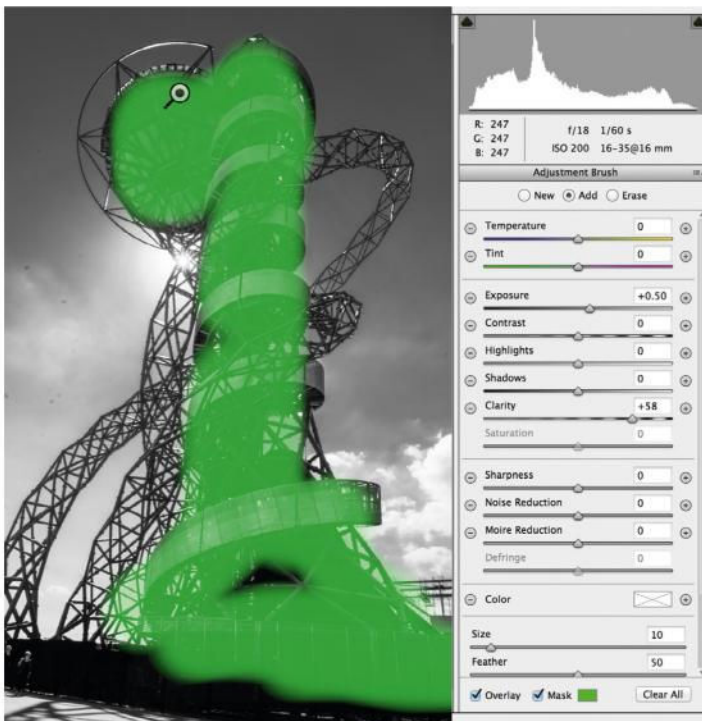 R: 247
G: 247
B: 247
f/18 1/60 s
ISO 200 16-35@16 mm
Adjustment Brush
New Add Erase
Temperature 0
Tint 0
Exposure +0.50
Contrast 0
Highlights 0
Shadows 0
Clarity +58
Saturation 0
Sharpness 0
Noise Reduction 0
Moire Reduction 0
Defringe 0
Color
Size 10
Feather 50
Overlay Mask Clear All